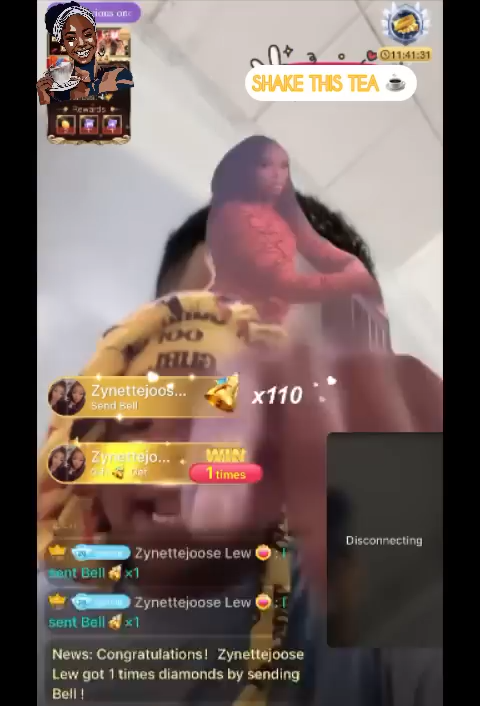 11:41:31
SHAKE THIS TEA
Rewards
Zynettejoos...
Send Bell
x110
Zynettejo...
WIN
1 times
Zynettejoose Lew : I
sent Bell x1
Zynettejoose Lew : I
sent Bell x1
Disconnecting
News: Congratulations! Zynettejoose
Lew got 1 times diamonds by sending
Bell !